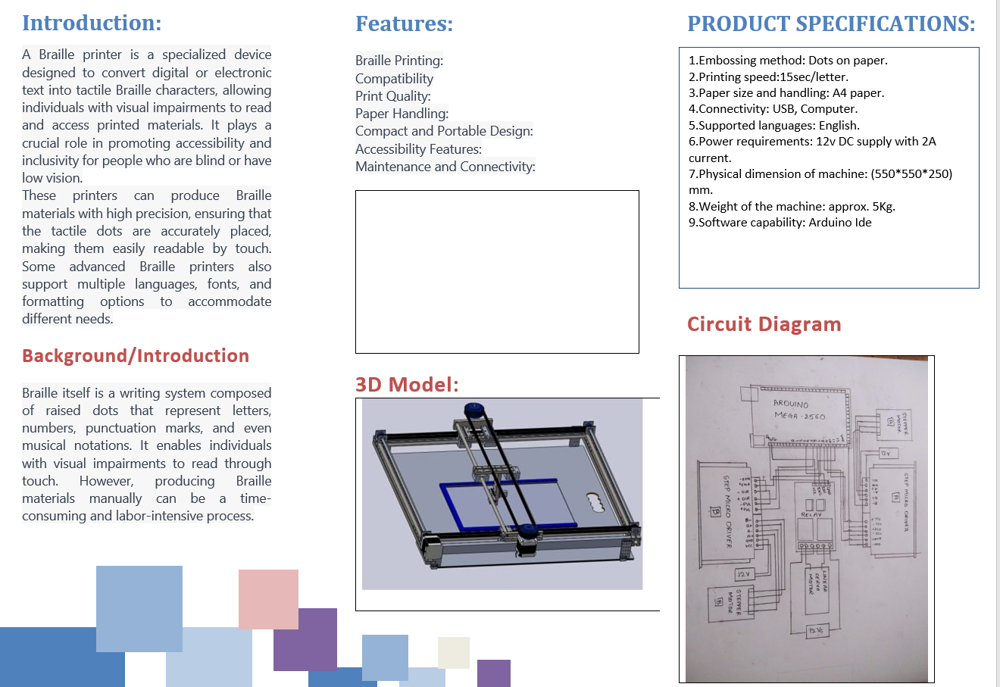 Introduction:
A Braille printer is a specialized device
designed to convert digital or electronic
text into tactile Braille characters, allowing
individuals with visual impairments to read
and access printed materials. It plays a
crucial role in promoting accessibility and
inclusivity for people who are blind or have
low vision.
These printers can produce Braille
materials with high precision, ensuring that
the tactile dots are accurately placed,
making them easily readable by touch.
Some advanced Braille printers also
support multiple languages, fonts, and
formatting options to accommodate
different needs.
Background/Introduction
Braille itself is a writing system composed
of raised dots that represent letters,
numbers, punctuation marks, and even
musical notations. It enables individuals
with visual impairments to read through
touch. However, producing Braille
materials manually can be a time-
consuming and labor-intensive process.
Features:
Braille Printing:
Compatibility
Print Quality:
Paper Handling:
Compact and Portable Design:
Accessibility Features:
Maintenance and Connectivity:
3D Model:
PRODUCT SPECIFICATIONS:
1.Embossing method: Dots on paper.
2.Printing speed:15sec/letter.
3.Paper size and handling: A4 paper.
4.Connectivity: USB, Computer.
5.Supported languages: English.
6.Power requirements: 12v DC supply with 2A
current.
7.Physical dimension of machine: (550*550*250)
mm.
8.Weight of the machine: approx. 5Kg.
9.Software capability: Arduino Ide
Circuit Diagram
ARDUINO
MEGA-2560
STEPPER
MOTOR
A
12V
STEP MICRO DRIVER
A
STEP MICRO DRIVER
B
-ENA
+ENA
-DIR
+DIR
-PUL
+PUL
B-
B+
A-
A+
GND
VCC
RELAY
LINEAR
SERVO
MOTOR
12V
STEPPER
MOTOR
B
12Vc